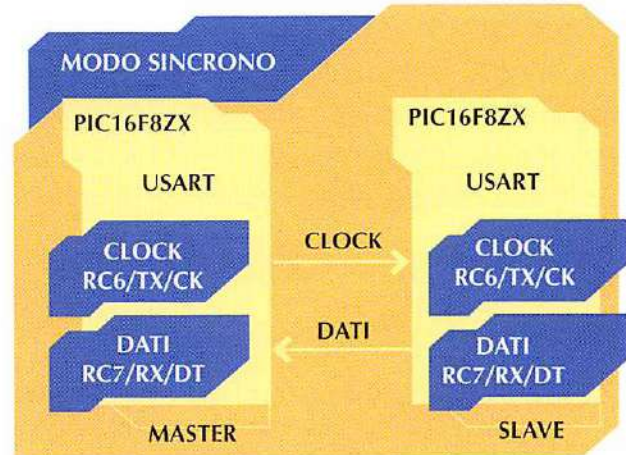 MODO SINCRONO
PIC16F8ZX
USART
CLOCK
RC6/TX/CK
DATI
RC7/RX/DT
MASTER
CLOCK
DATI
PIC16F8ZX
USART
CLOCK
RC6/TX/CK
DATI
RC7/RX/DT
SLAVE